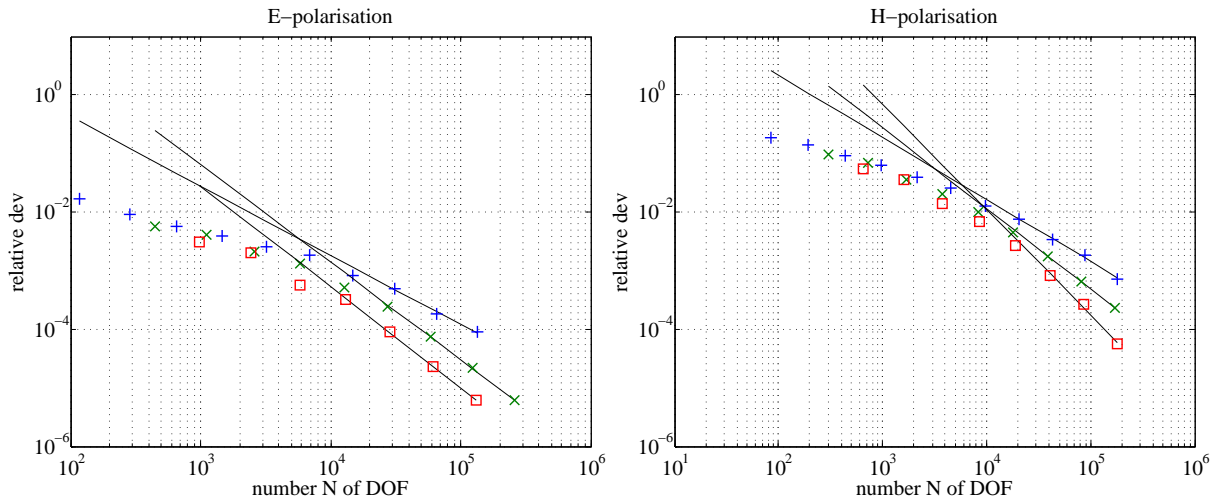 E−polarisation
10^0
10^−2
10^−4
10^−6
relative dev
10^2 10^3 10^4 10^5 10^6
number N of DOF
H−polarisation
10^0
10^−2
10^−4
10^−6
relative dev
10^1 10^2 10^3 10^4 10^5 10^6
number N of DOF